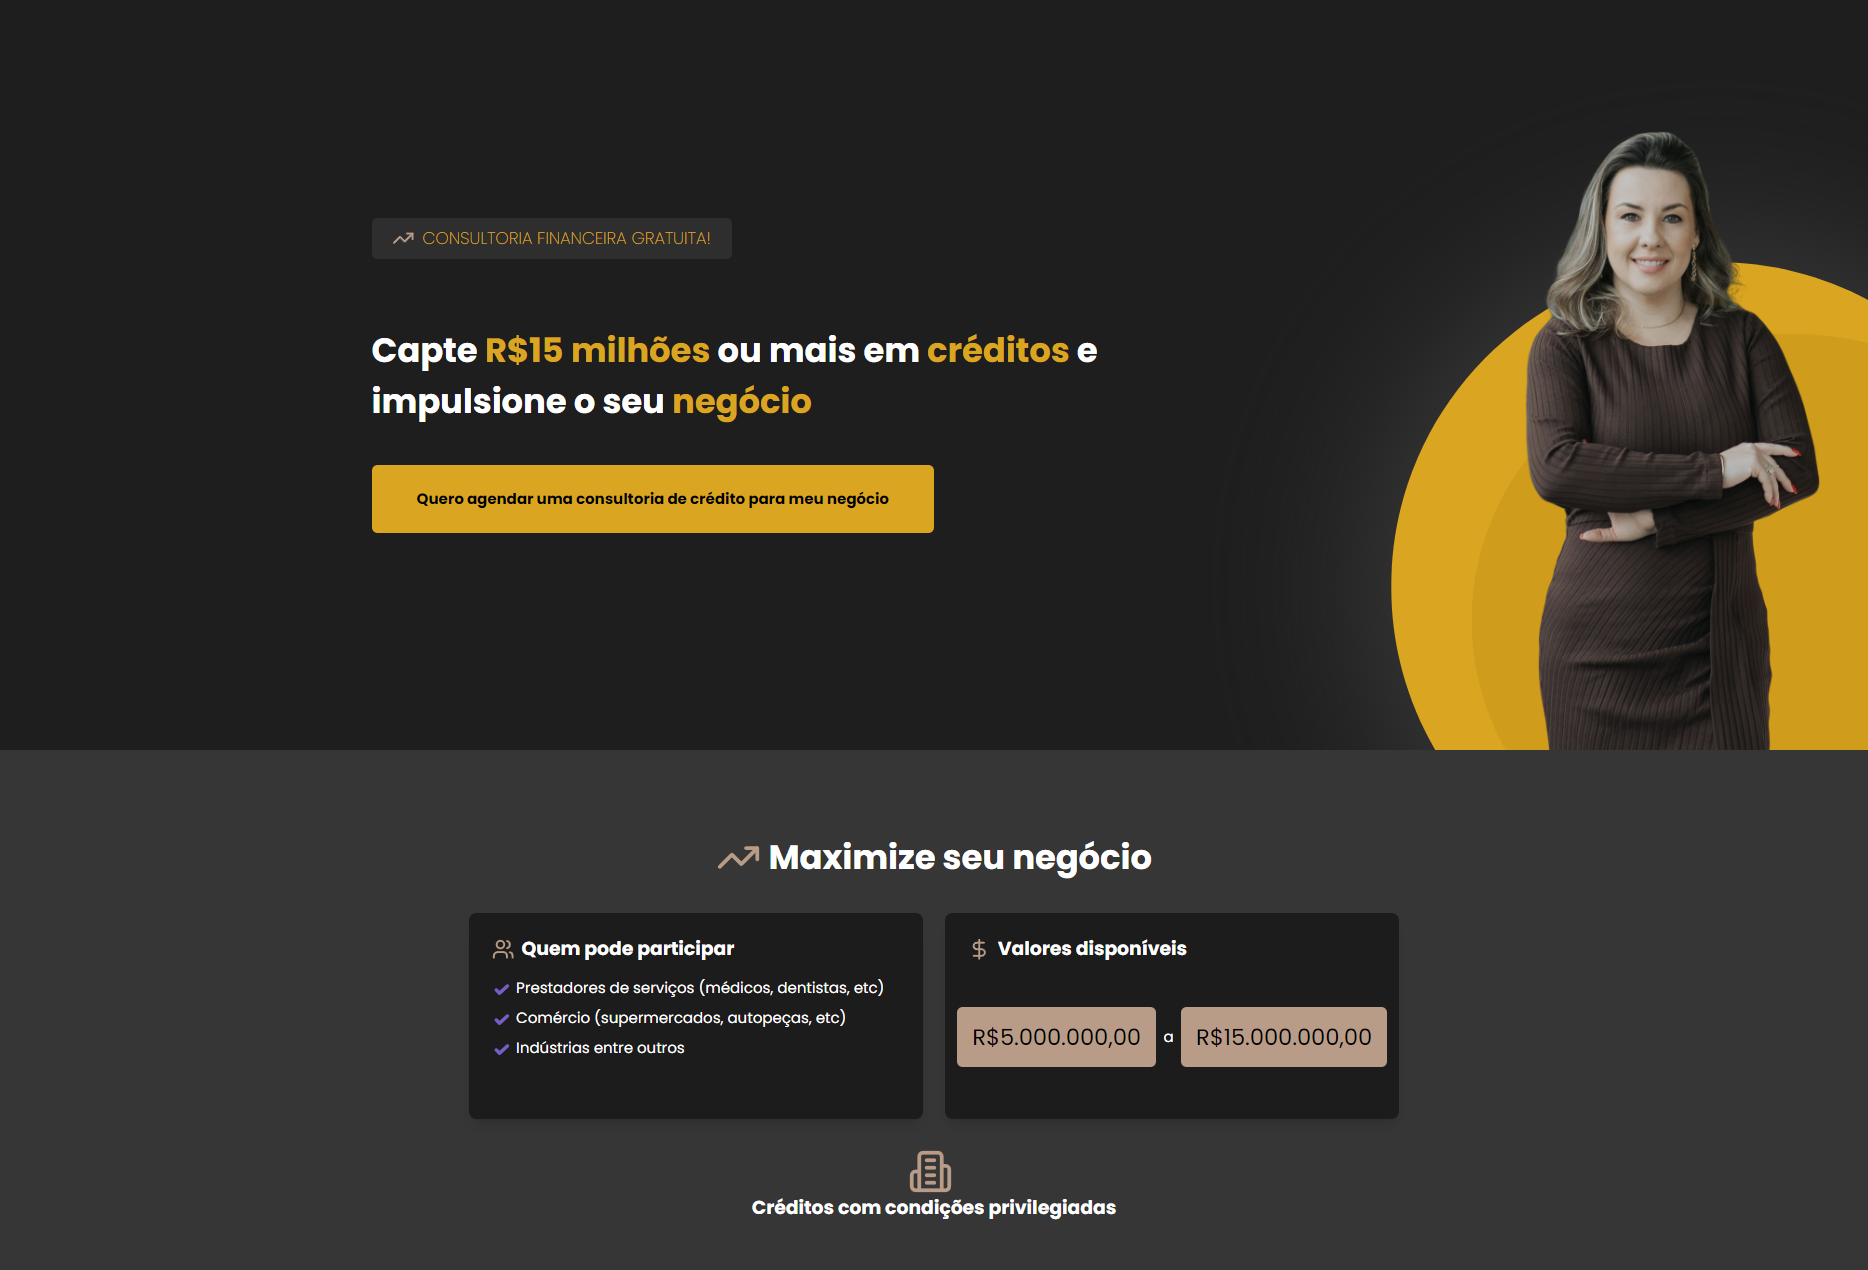 CONSULTORIA FINANCEIRA GRATUITA!
Capte R$15 milhões ou mais em créditos e
impulsione o seu negócio
Quero agendar uma consultoria de crédito para meu negócio
Maximize seu negócio
Quem pode participar
Prestadores de serviços (médicos, dentistas, etc)
Comércio (supermercados, autopeças, etc)
Indústrias entre outros
Valores disponíveis
R$5.000.000,00 a R$15.000.000,00
Créditos com condições privilegiadas